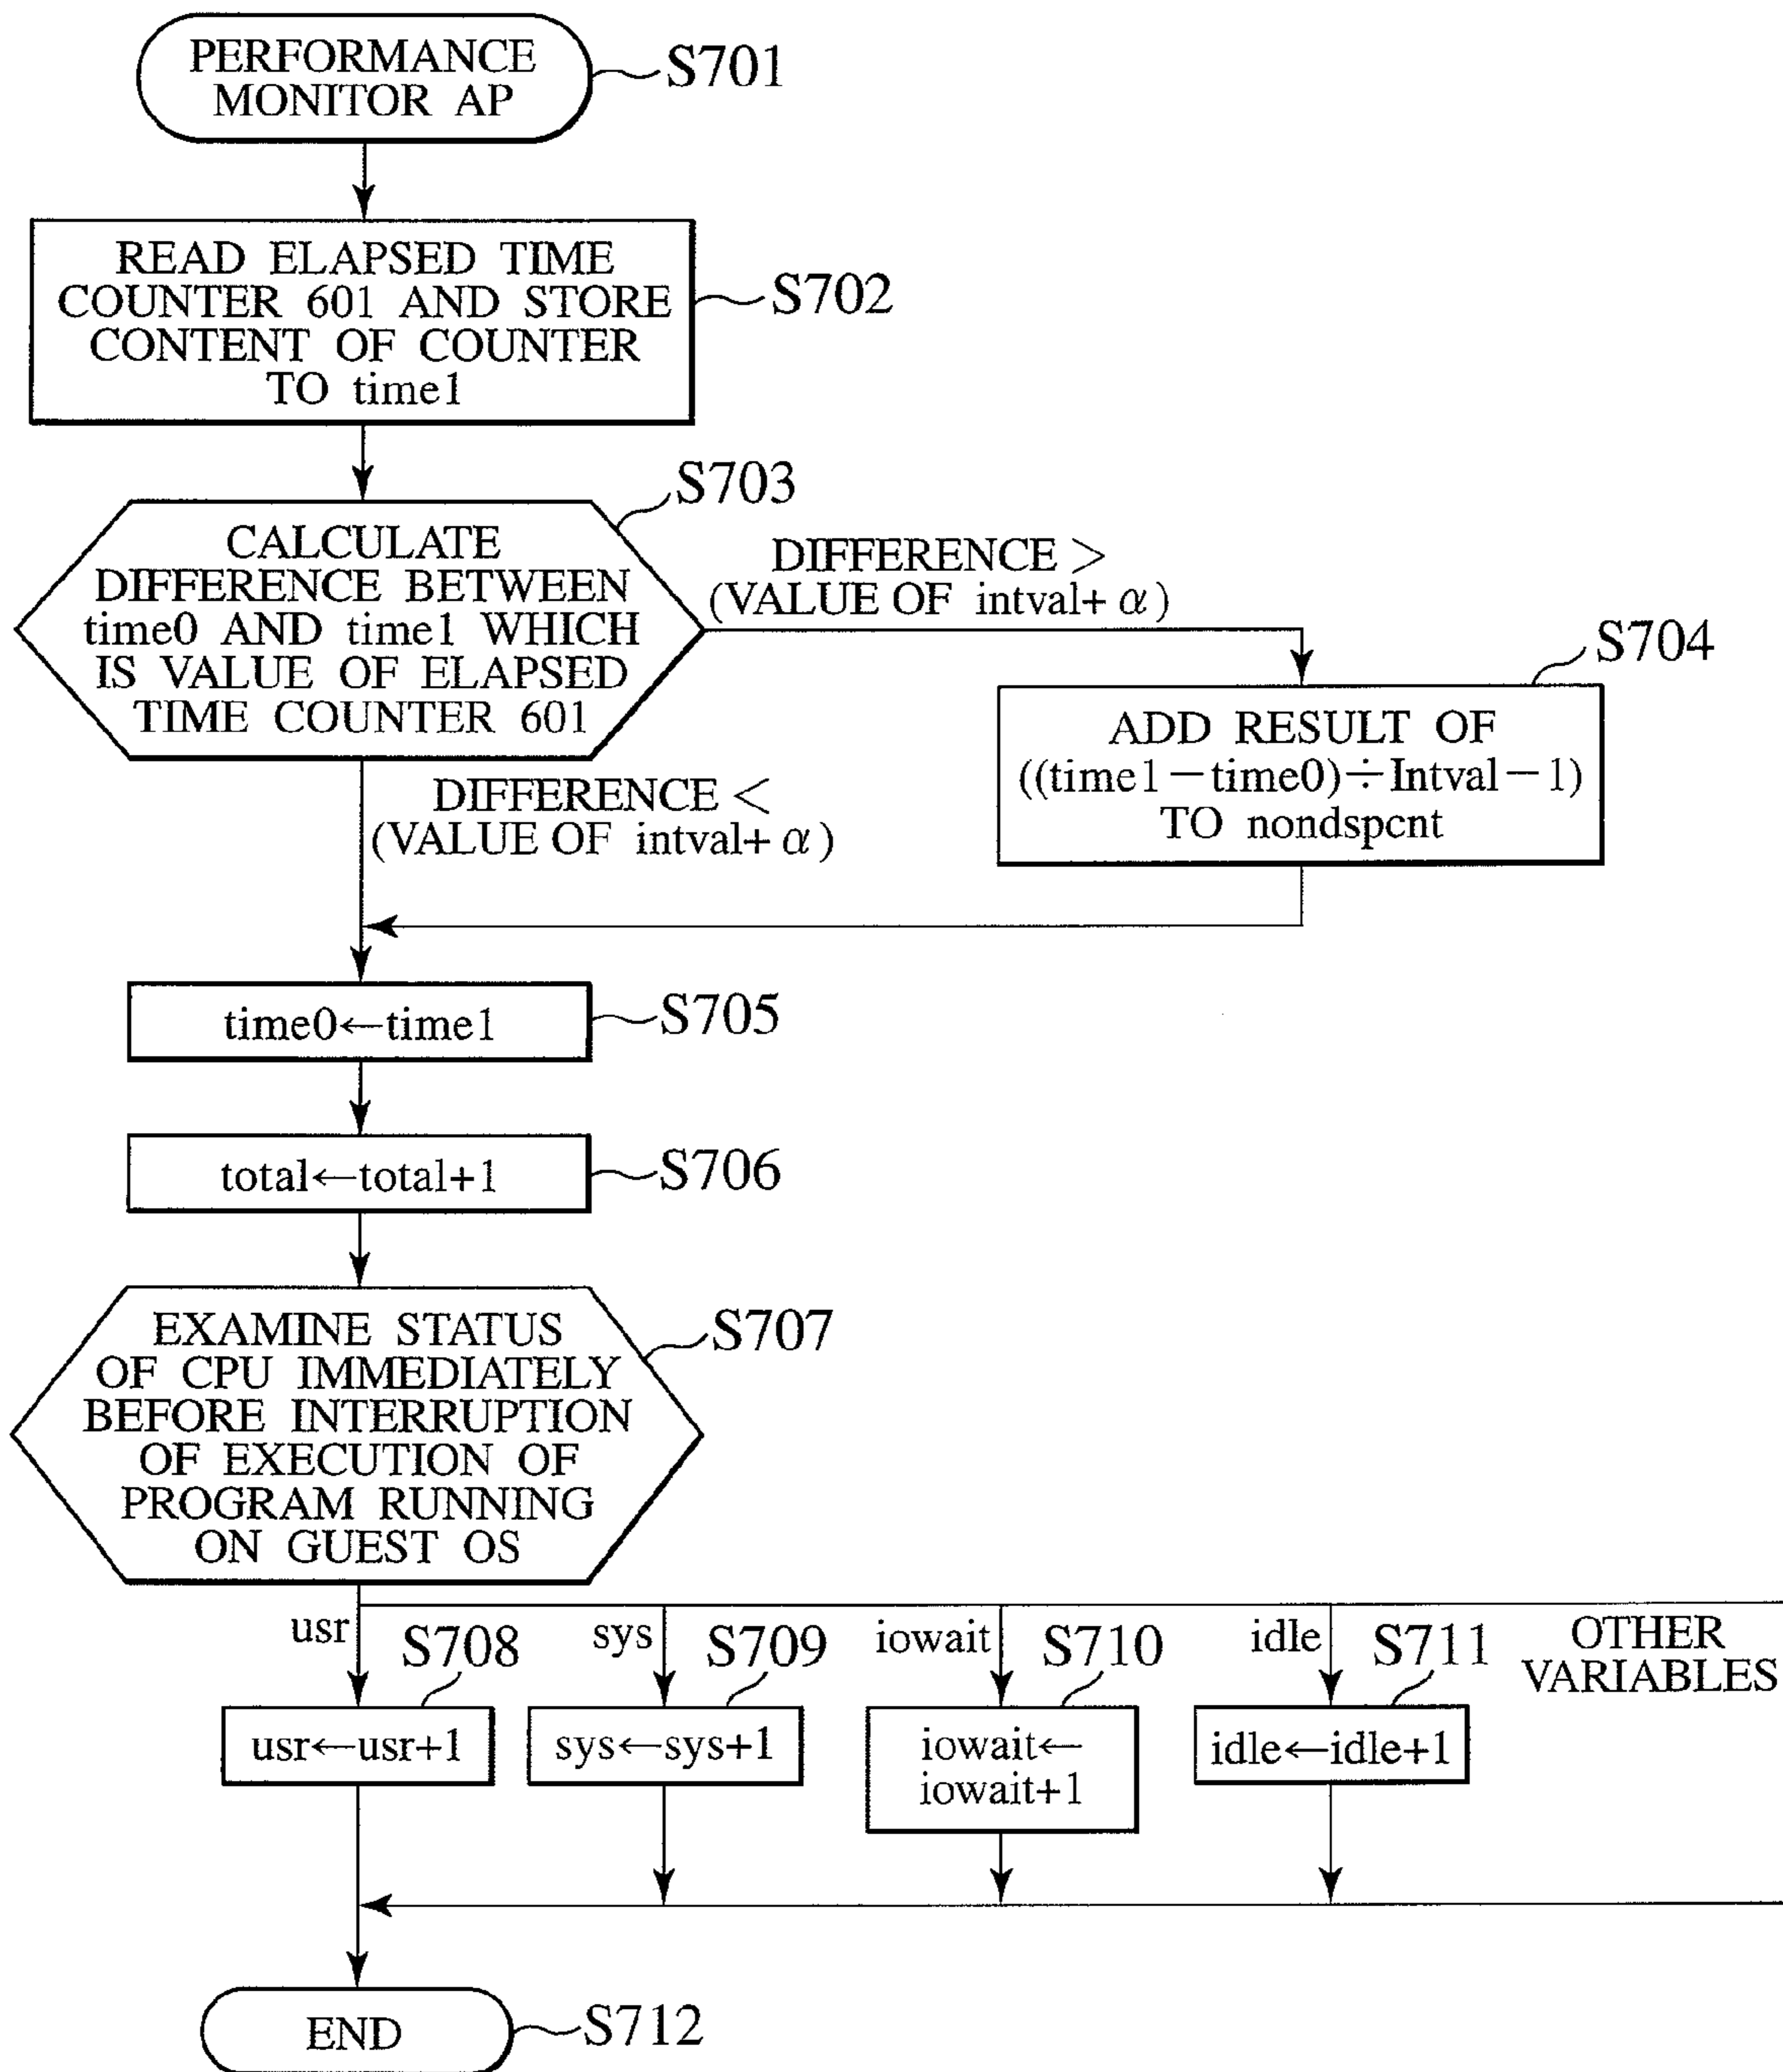 PERFORMANCE
MONITOR AP
S701
READ ELAPSED TIME
COUNTER 601 AND STORE
CONTENT OF COUNTER
TO time1
S702
S703
CALCULATE
DIFFERENCE BETWEEN
time0 AND time1 WHICH
IS VALUE OF ELAPSED
TIME COUNTER 601
DIFFERENCE >
(VALUE OF intval+ α)
S704
ADD RESULT OF
((time1−time0)÷Intval−1)
TO nondspcnt
DIFFERENCE <
(VALUE OF intval+ α)
time0←time1
S705
total←total+1
S706
EXAMINE STATUS
OF CPU IMMEDIATELY
BEFORE INTERRUPTION
OF EXECUTION OF
PROGRAM RUNNING
ON GUEST OS
S707
usr
S708
sys
S709
iowait
S710
idle
S711
OTHER
VARIABLES
usr←usr+1
sys←sys+1
iowait←
iowait+1
idle←idle+1
END
S712